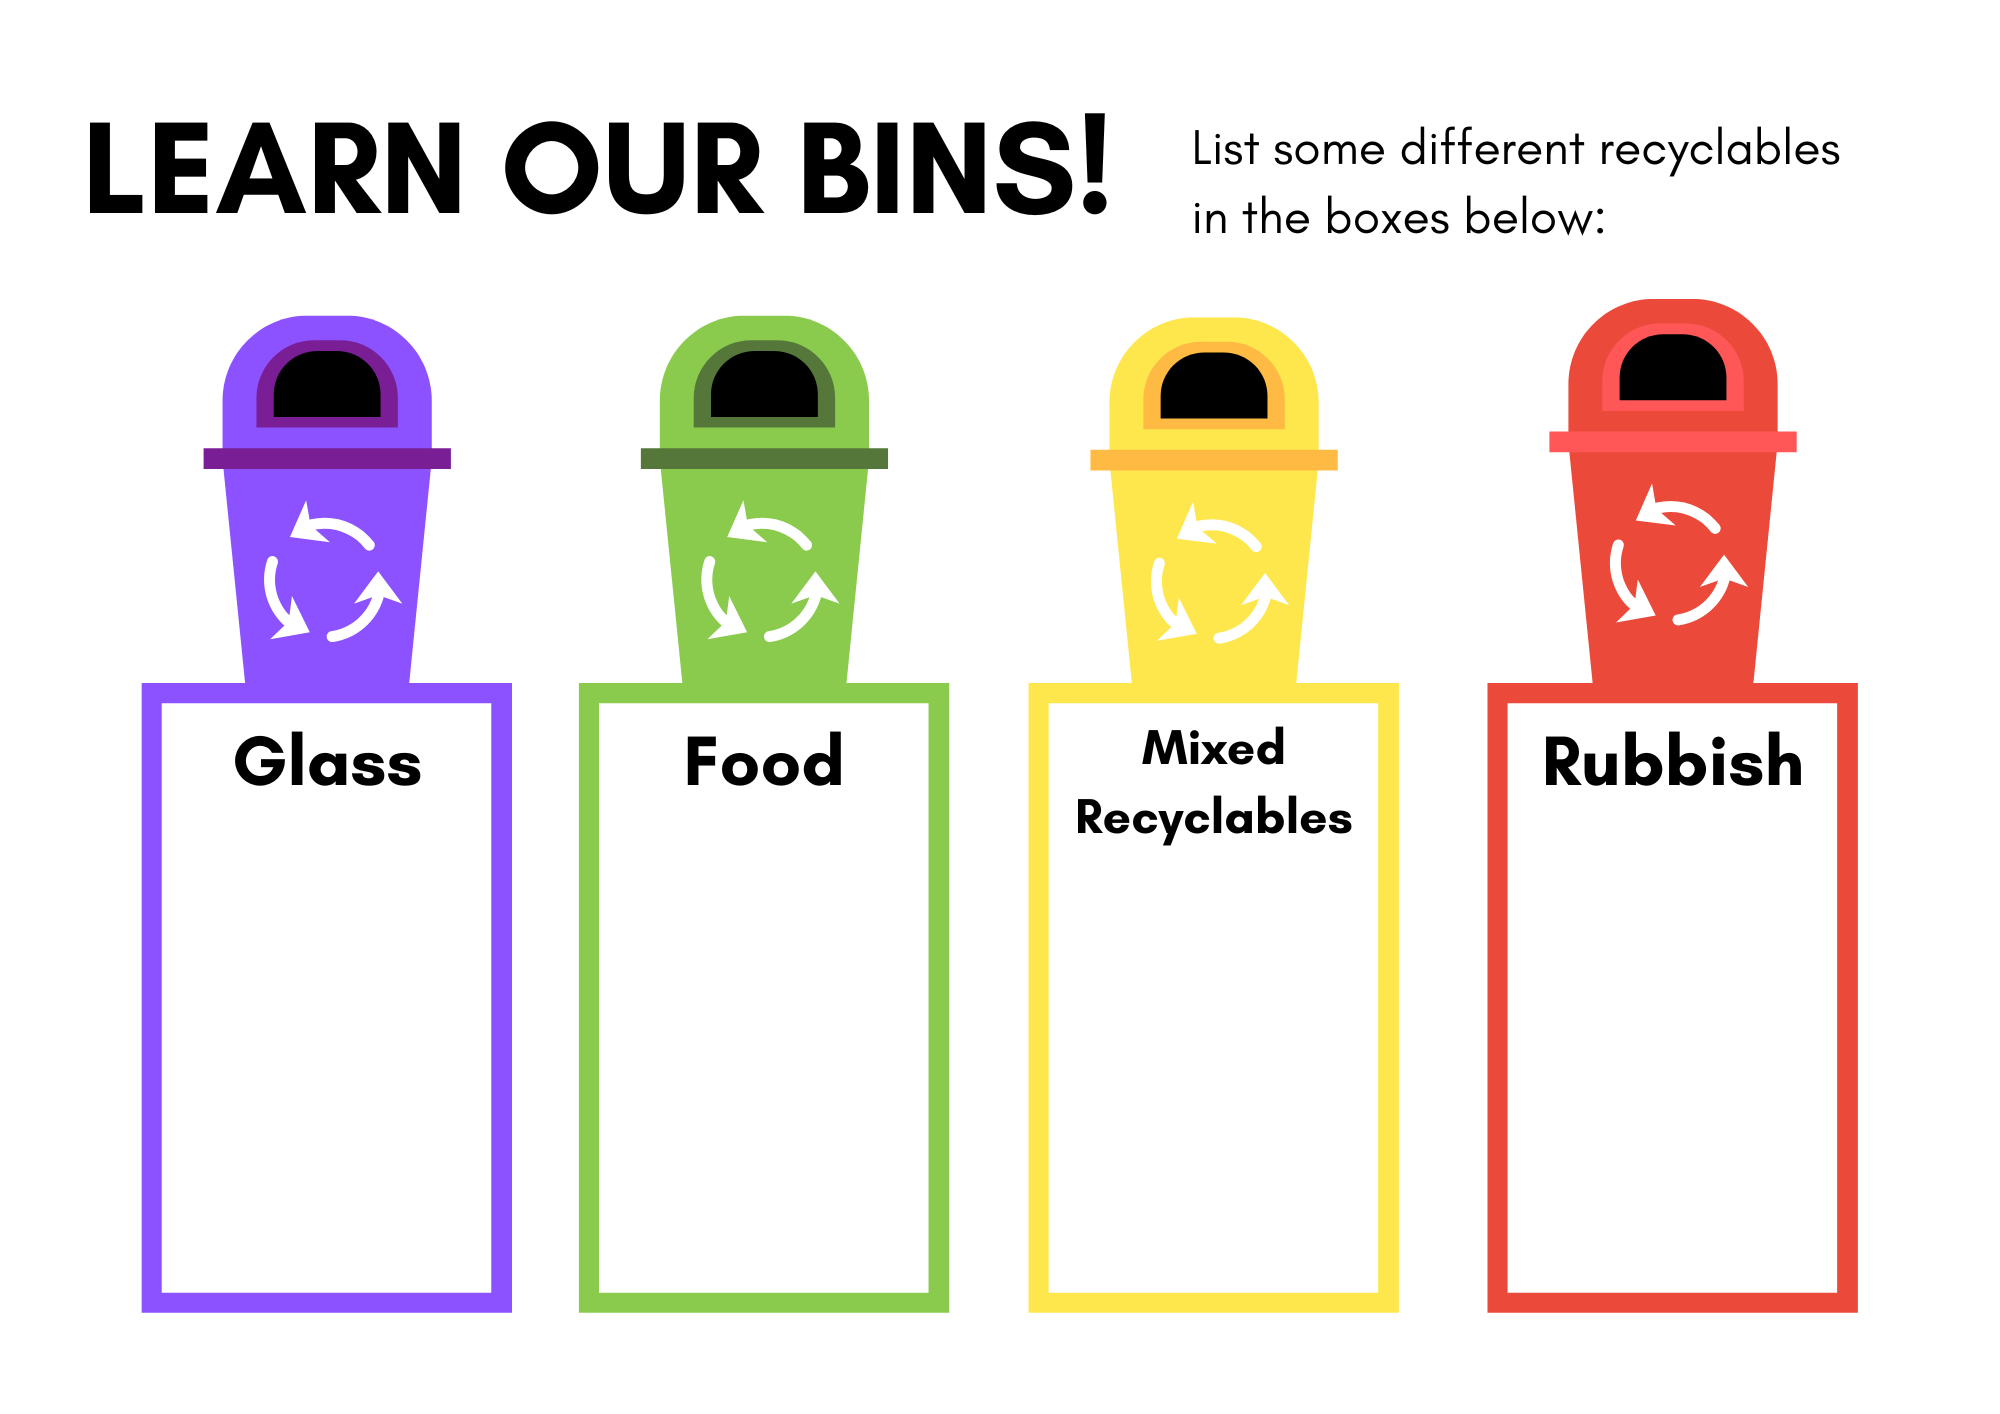 LEARN OUR BINS!
List some different recyclables
in the boxes below:
Glass
Food
Mixed
Recyclables
Rubbish